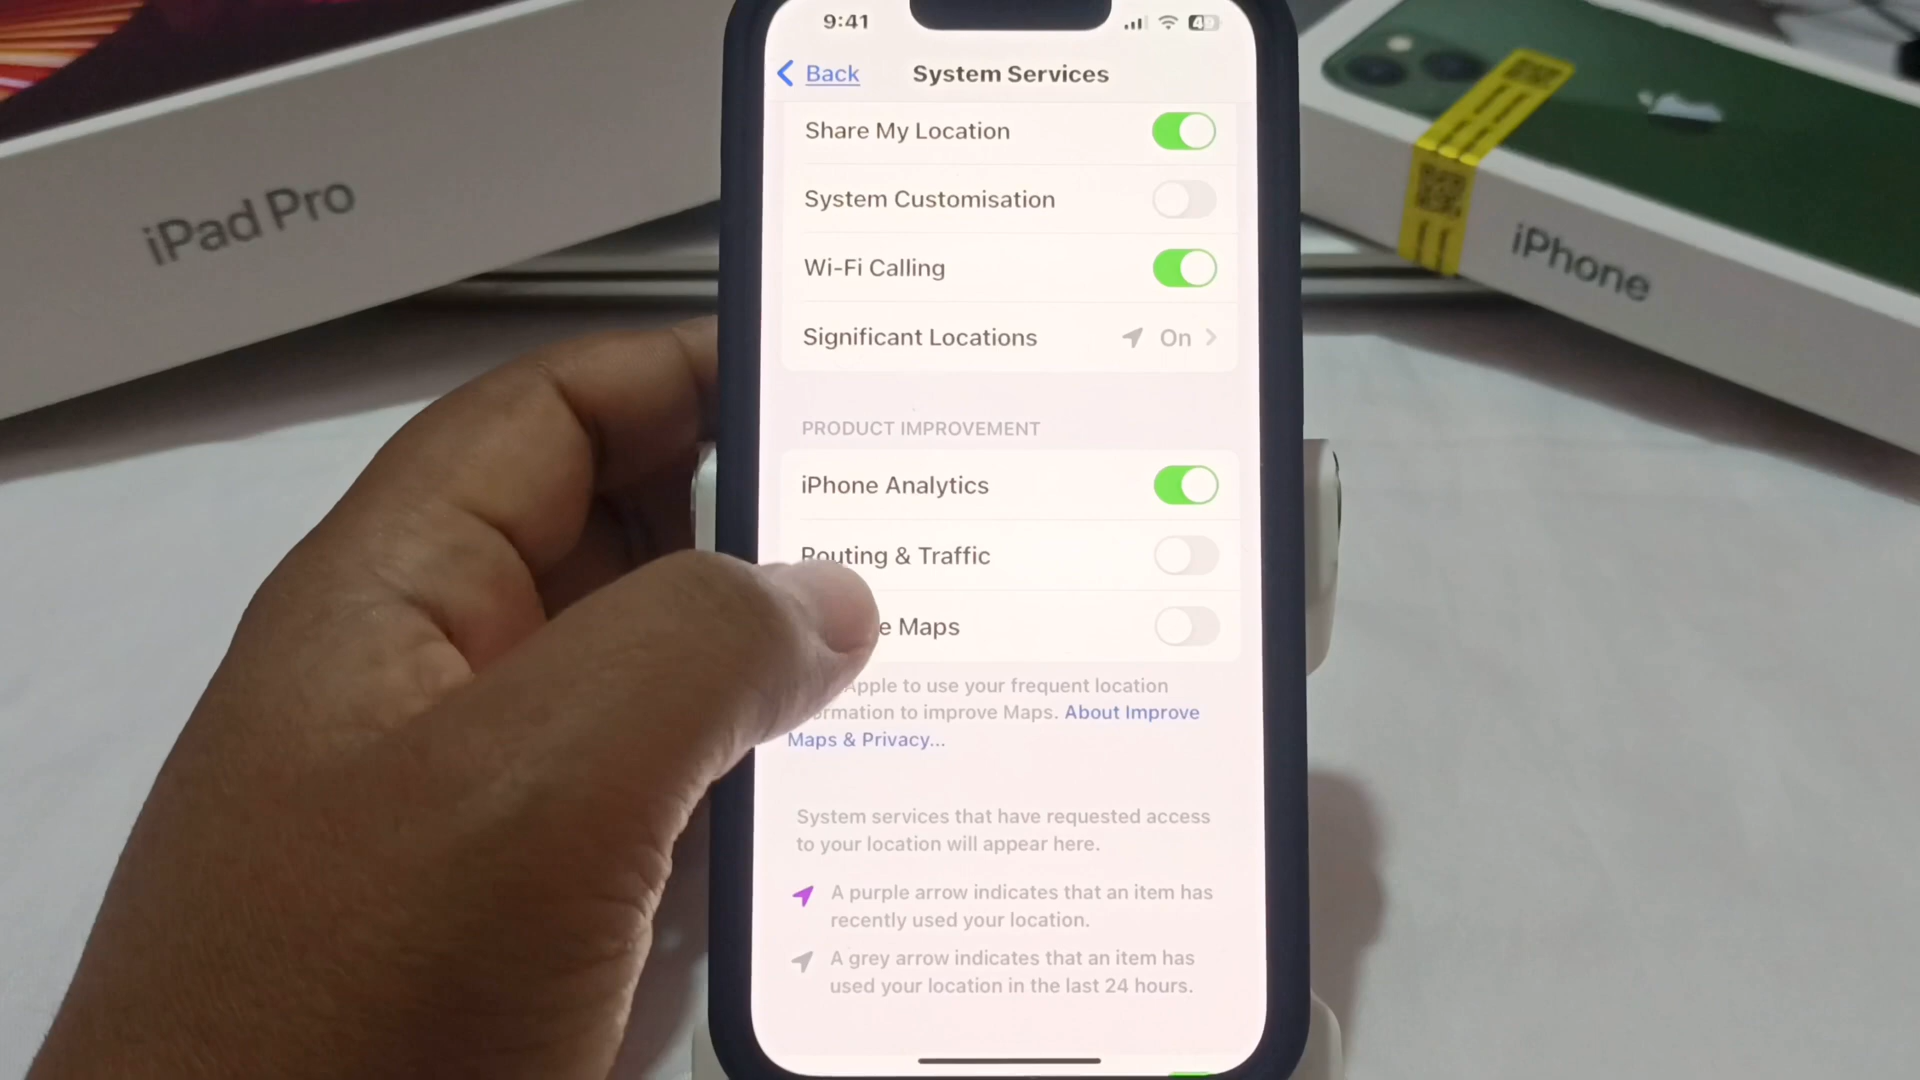 9:41
49
Back
System Services
Share My Location
System Customisation
Wi-Fi Calling
Significant Locations
On
PRODUCT IMPROVEMENT
iPhone Analytics
Routing & Traffic
e Maps
Apple to use your frequent location
rmation to improve Maps. About Improve
Maps & Privacy...
System services that have requested access
to your location will appear here.
A purple arrow indicates that an item has
recently used your location.
A grey arrow indicates that an item has
used your location in the last 24 hours.
iPad Pro
iPhone